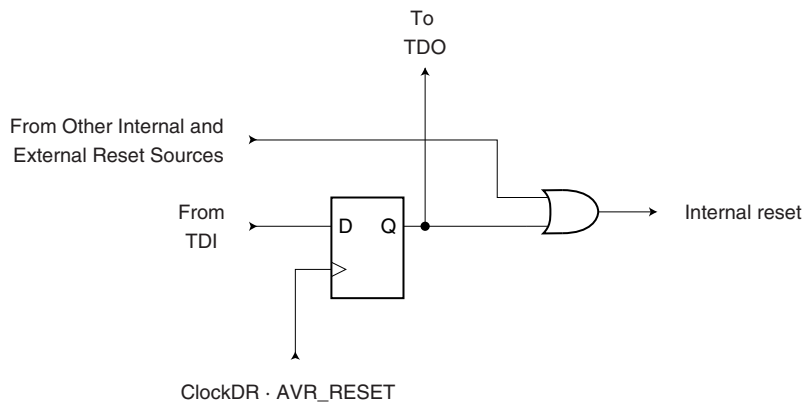 To
TDO
From Other Internal and
External Reset Sources
From
TDI
D
Q
Internal reset
ClockDR · AVR_RESET